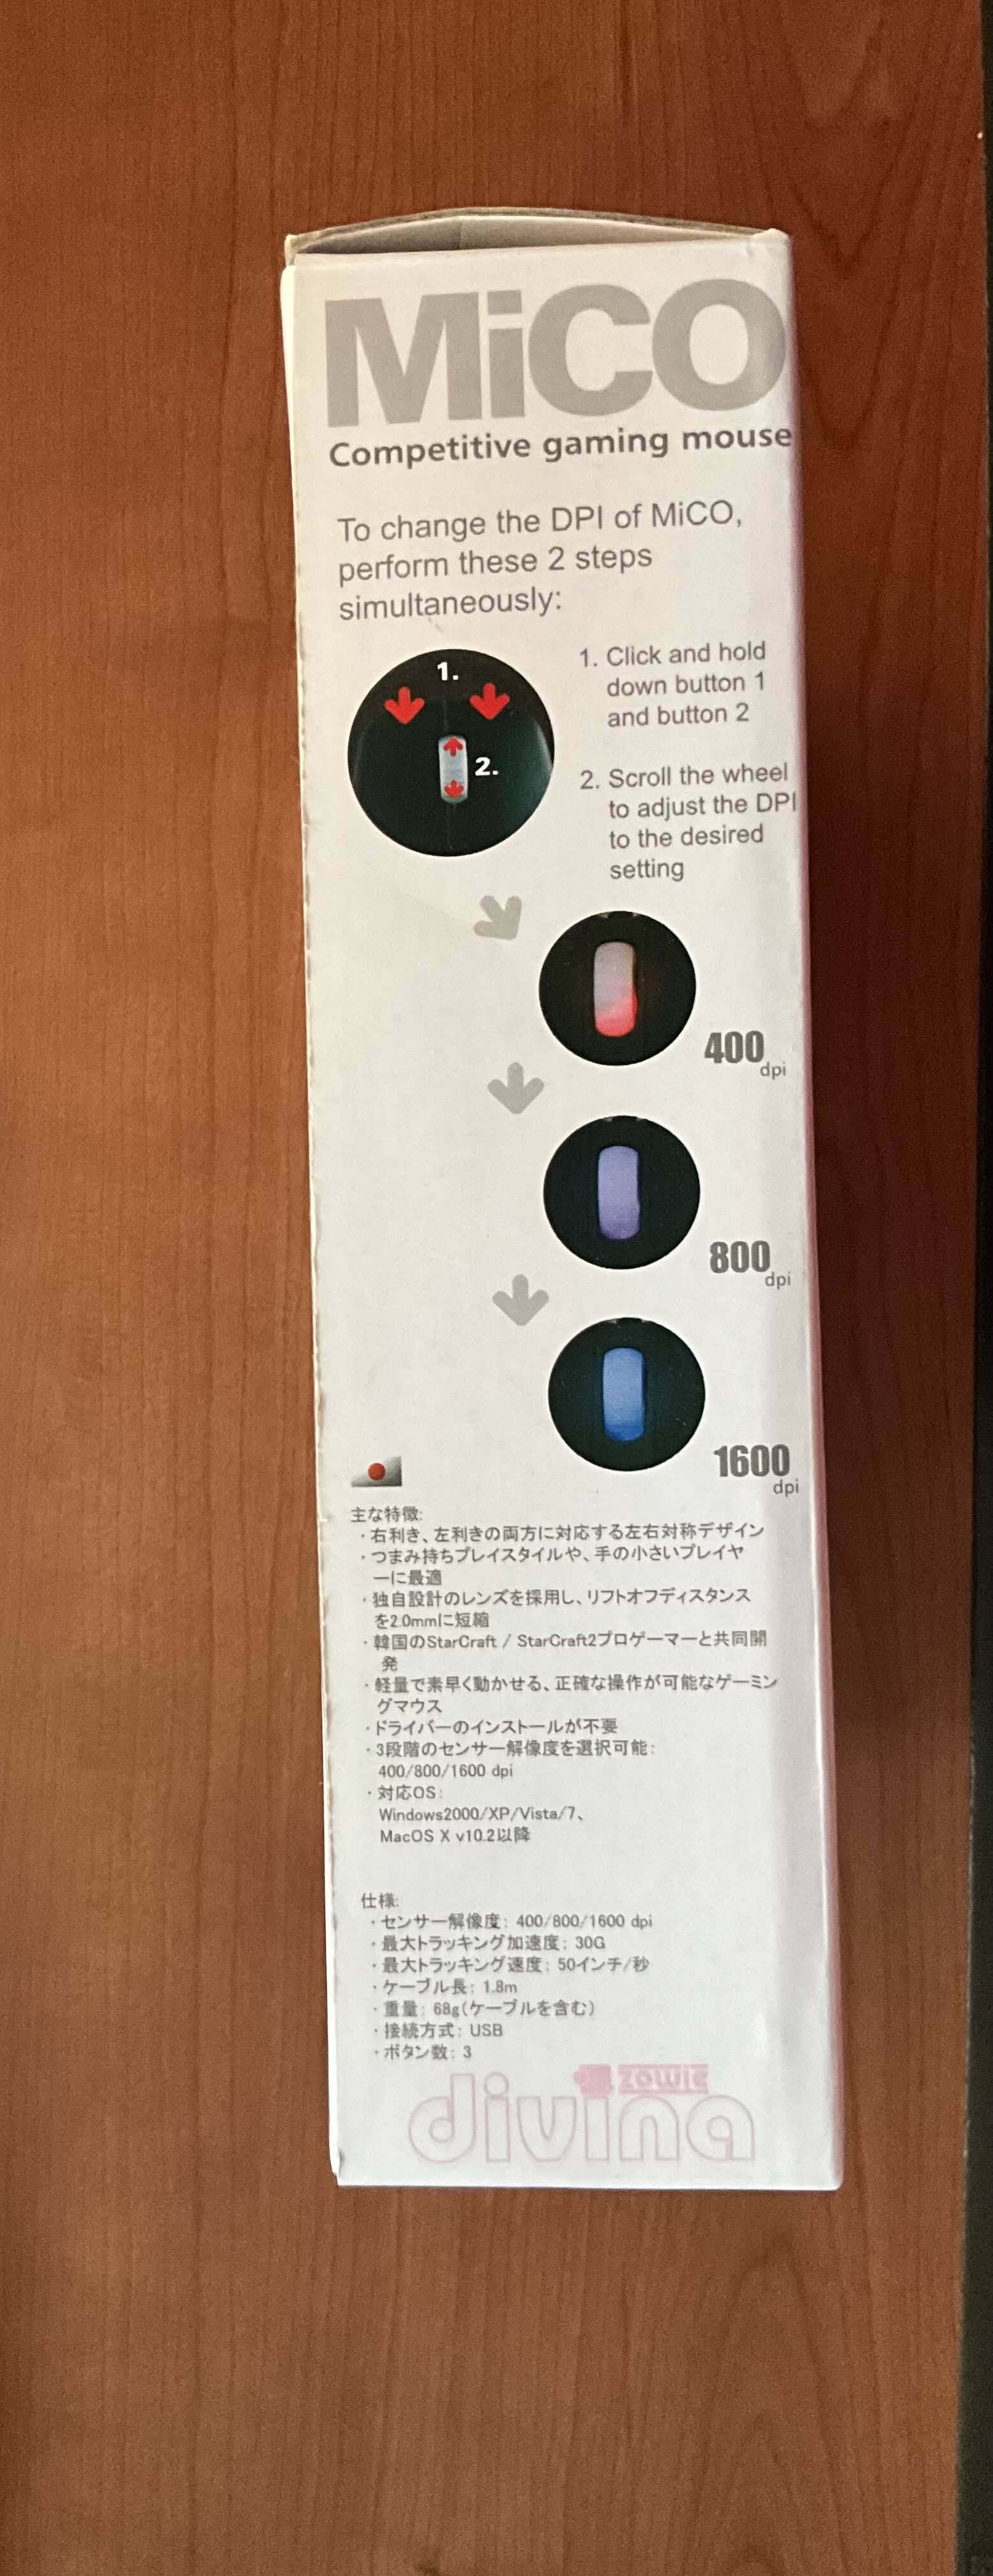 MiCO
Competitive gaming mouse
To change the DPI of MiCO,
perform these 2 steps
simultaneously:
1.
2.
1. Click and hold
down button 1
and button 2
2. Scroll the wheel
to adjust the DPI
to the desired
setting
400
dpi
800
dpi
1600
dpi
主な特徴:
・右利き、左利きの両方に対応する左右対称デザイン
・つまみ持ちプレイスタイルや、手の小さいプレイヤ
ーに最適
・独自設計のレンズを採用し、リフトオフディスタンス
を2.0mmに短縮
・韓国のStarCraft / StarCraft2プロゲーマーと共同開
発
・軽量で素早く動かせる、正確な操作が可能なゲーミン
グマウス
・ドライバーのインストールが不要
・3段階のセンサー解像度を選択可能:
400/800/1600 dpi
・対応OS:
Windows2000/XP/Vista/7、
MacOS X v10.2以降
仕様:
・センサー解像度: 400/800/1600 dpi
・最大トラッキング加速度: 30G
・最大トラッキング速度: 50インチ/秒
・ケーブル長: 1.8m
・重量: 68g(ケーブルを含む)
・接続方式: USB
・ボタン数: 3
ZOWIE
divina